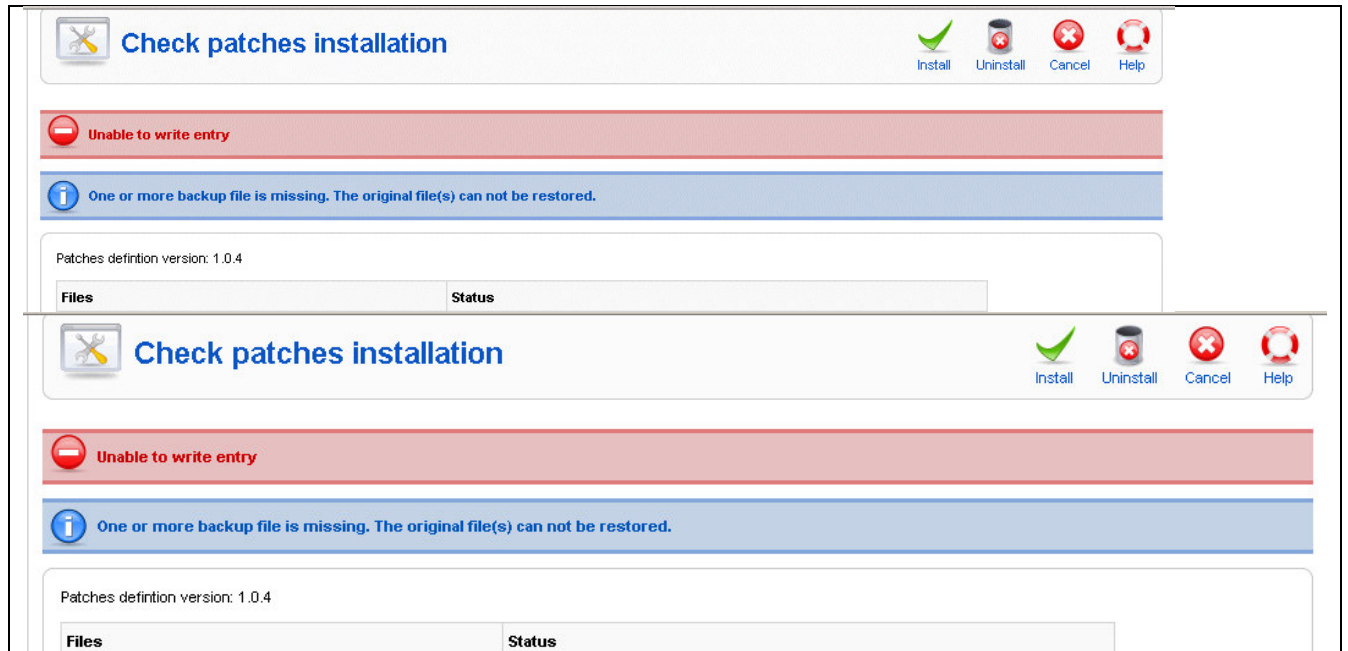 Check patches installation
Install Uninstall Cancel Help
Unable to write entry
One or more backup file is missing. The original file(s) can not be restored.
Patches defintion version: 1.0.4
Files Status
Check patches installation
Install Uninstall Cancel Help
Unable to write entry
One or more backup file is missing. The original file(s) can not be restored.
Patches defintion version: 1.0.4
Files Status